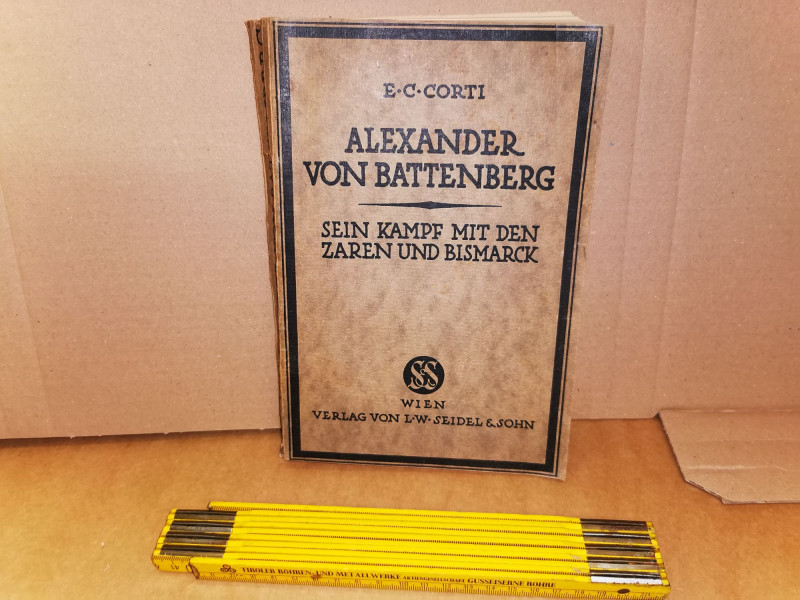 E·C·CORTI
ALEXANDER
VON BATTENBERG
SEIN KAMPF MIT DEN
ZAREN UND BISMARCK
S&S
WIEN
VERLAG VON L·W·SEIDEL & SOHN
TIROLER RÖHREN- UND METALLWERKE AKTIENGESELLSCHAFT GUSSEISERNE ROHRE